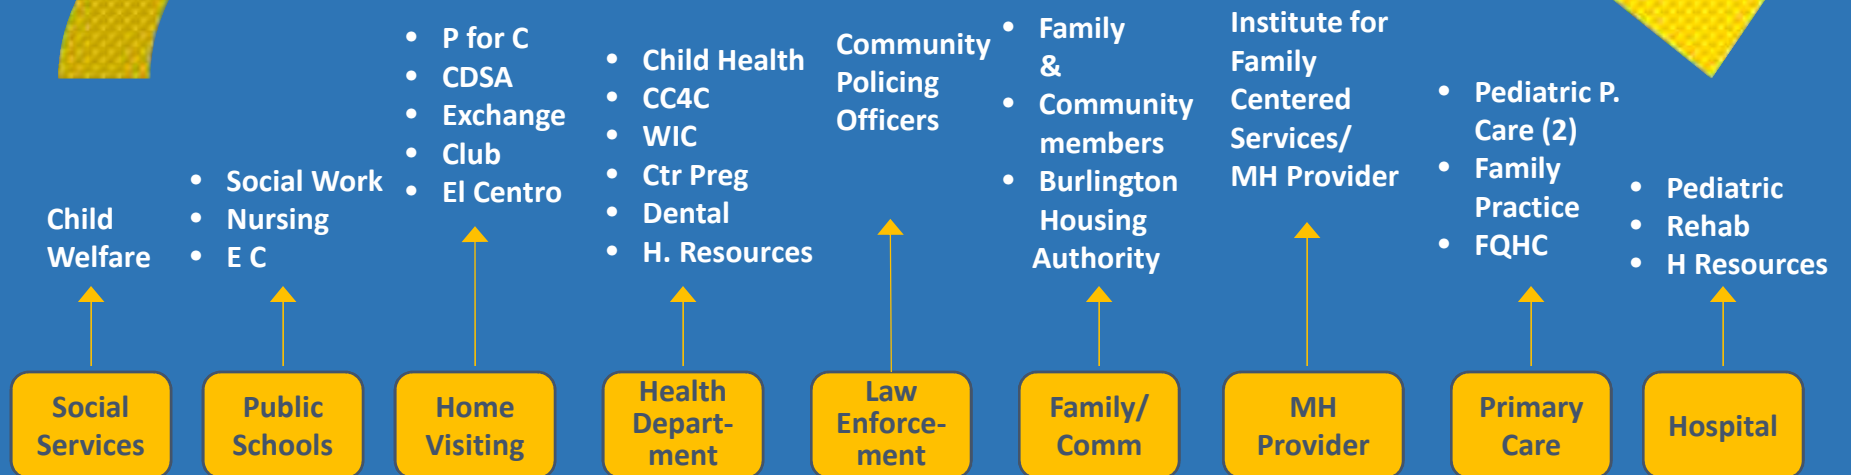 Child
Welfare
• Social Work
• Nursing
• E C
• P for C
• CDSA
• Exchange
• Club
• El Centro
• Child Health
• CC4C
• WIC
• Ctr Preg
• Dental
• H. Resources
Community
Policing
Officers
• Family
&
• Community
members
• Burlington
Housing
Authority
Institute for
Family
Centered
Services/
MH Provider
• Pediatric P.
Care (2)
• Family
Practice
• FQHC
• Pediatric
• Rehab
• H Resources
Social
Services
Public
Schools
Home
Visiting
Health
Depart-
ment
Law
Enforce-
ment
Family/
Comm
MH
Provider
Primary
Care
Hospital